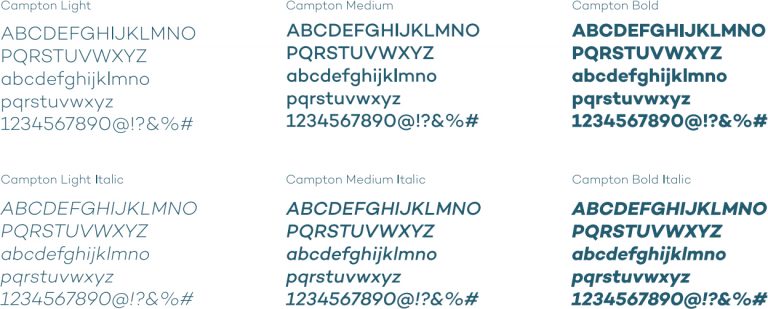 Campton Light
ABCDEFGHIJKLMNO
PQRSTUVWXYZ
abcdefghijklmno
pqrstuvwxyz
1234567890@!?&%#
Campton Medium
ABCDEFGHIJKLMNO
PQRSTUVWXYZ
abcdefghijklmno
pqrstuvwxyz
1234567890@!?&%#
Campton Bold
ABCDEFGHIJKLMNO
PQRSTUVWXYZ
abcdefghijklmno
pqrstuvwxyz
1234567890@!?&%#
Campton Light Italic
ABCDEFGHIJKLMNO
PQRSTUVWXYZ
abcdefghijklmno
pqrstuvwxyz
1234567890@!?&%#
Campton Medium Italic
ABCDEFGHIJKLMNO
PQRSTUVWXYZ
abcdefghijklmno
pqrstuvwxyz
1234567890@!?&%#
Campton Bold Italic
ABCDEFGHIJKLMNO
PQRSTUVWXYZ
abcdefghijklmno
pqrstuvwxyz
1234567890@!?&%#